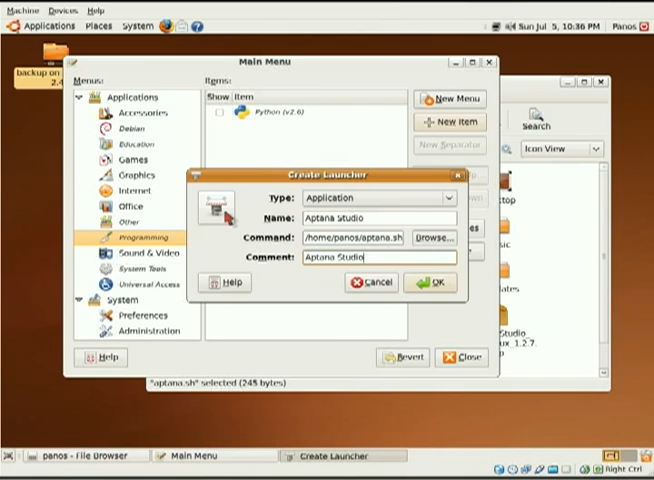 Machine Devices Help
Applications Places System Sun Jul 5, 10:36 PM Panos
backup on
2.4
Main Menu
Menus: Items:
Applications Show Item New Menu
Accessories Python (v2.6)
Debian New Item Search
Education New Separator Icon View
Games
Graphics Create Launcher
Internet Type: Application top
Office Name: Aptana Studio
Other
Programming Command: /home/panos/aptana.sh Browse...
Sound & Video Comment: Aptana Studio
System Tools
Universal Access Help Cancel OK
System
Preferences Studio
Administration ux_1.2.7.
Help Revert Close
"aptana.sh" selected (245 bytes)
panos - File Browser Main Menu Create Launcher
Right Ctrl